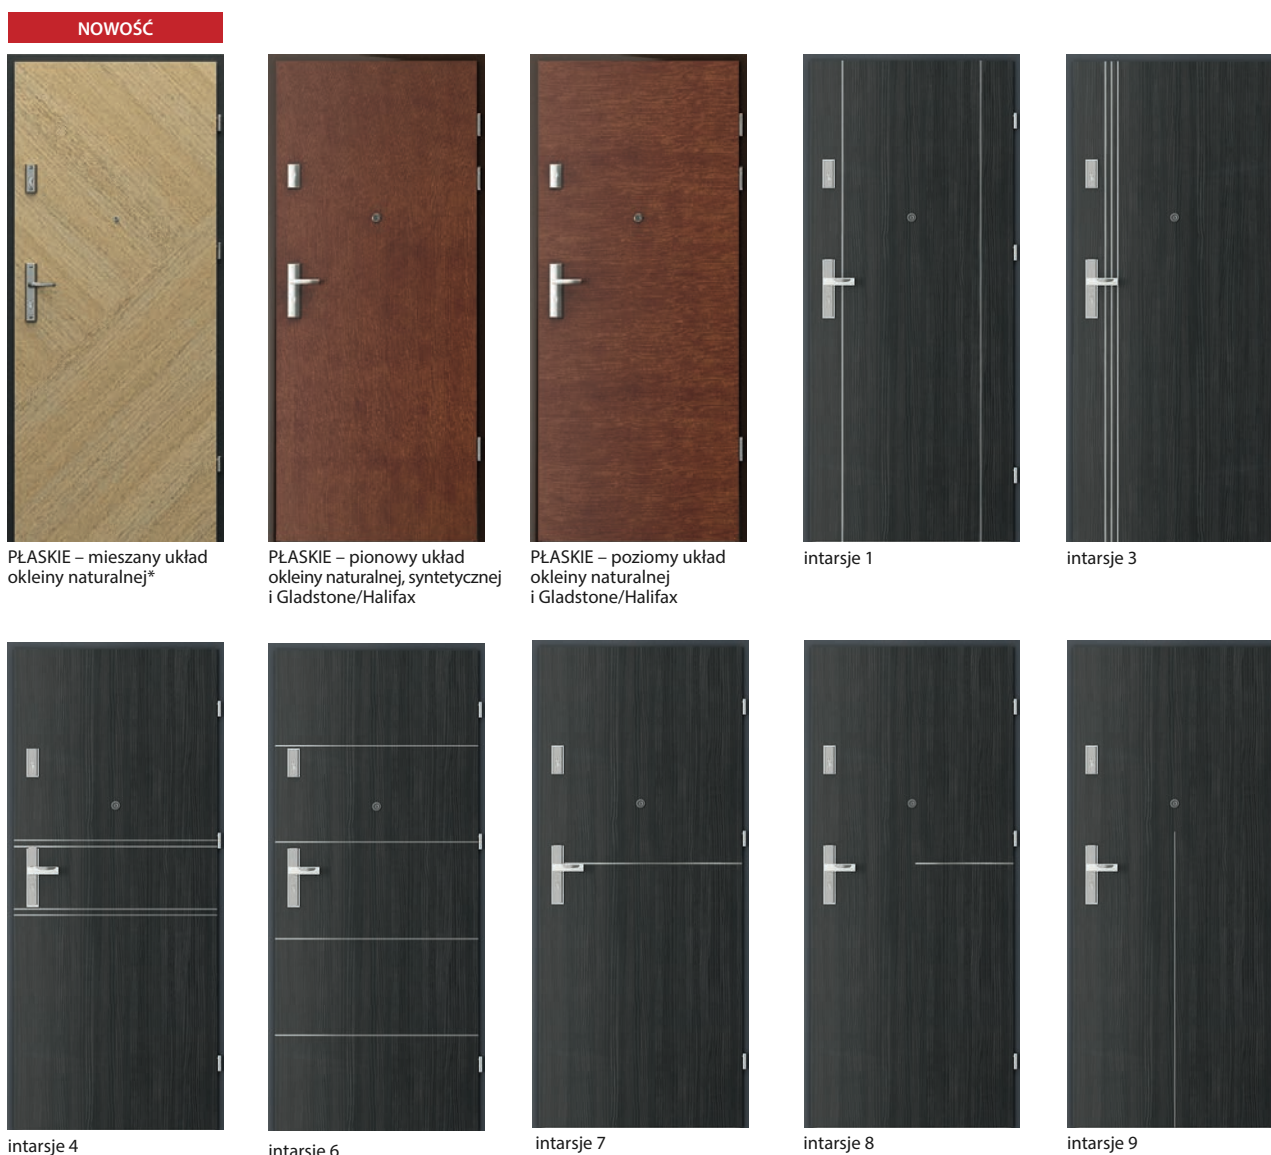 NOWOŚĆ
PŁASKIE – mieszany układ
okleiny naturalnej*
PŁASKIE – pionowy układ
okleiny naturalnej, syntetycznej
i Gladstone/Halifax
PŁASKIE – poziomy układ
okleiny naturalnej
i Gladstone/Halifax
intarsje 1
intarsje 3
intarsje 4
intarsje 6
intarsje 7
intarsje 8
intarsje 9